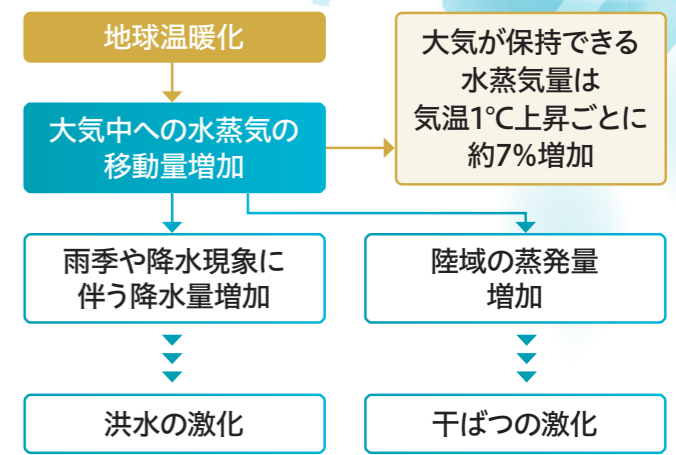 地球温暖化
大気が保持できる
水蒸気量は
気温1℃上昇ごとに
約7%増加
大気中への水蒸気の
移動量増加
雨季や降水現象に
伴う降水量増加
陸域の蒸発量
増加
洪水の激化
干ばつの激化